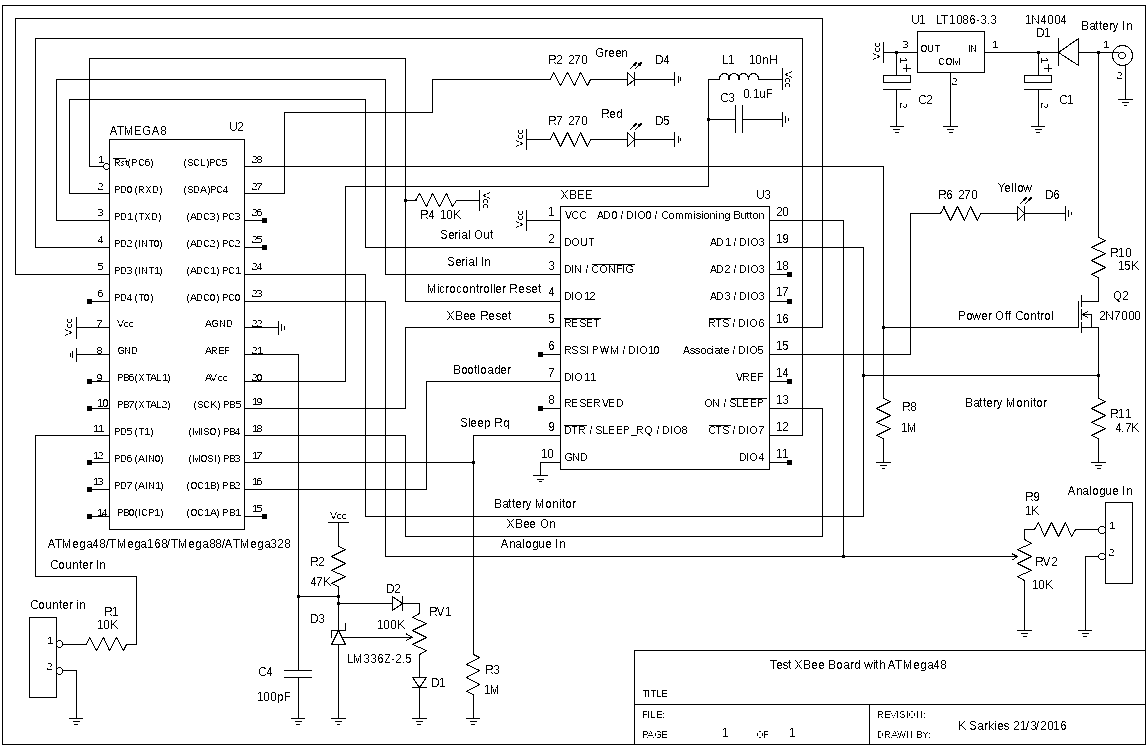 U1 LT1086-3.3
1N4004
D1
Battery In
Vcc
3 OUT IN 1
COM
2
C2
C1
1
2
R2 270
Green
D4
R7 270
Red
D5
Vcc
L1 10nH
C3 0.1uF
Vcc
ATMEGA8
U2
1 Rst(PC6)
2 PD0(RXD)
3 PD1(TXD)
4 PD2(INT0)
5 PD3(INT1)
6 PD4(T0)
7 Vcc
8 GND
9 PB6(XTAL1)
10 PB7(XTAL2)
11 PD5(T1)
12 PD6(AIN0)
13 PD7(AIN1)
14 PB0(ICP1)
(SCL)PC5 28
(SDA)PC4 27
(ADC3) PC3 26
(ADC2) PC2 25
(ADC1) PC1 24
(ADC0) PC0 23
AGND 22
AREF 21
AVcc 20
(SCK) PB5 19
(MISO) PB4 18
(MOSI) PB3 17
(OC1B) PB2 16
(OC1A) PB1 15
ATMega48/TMega168/TMega88/ATMega328
Vcc
R4 10K
Vcc
Serial Out
Serial In
Microcontroller Reset
XBee Reset
Bootloader
Sleep Rq
XBEE
U3
Vcc
1 VCC
2 DOUT
3 DIN / CONFIG
4 DIO12
5 RESET
6 RSSI PWM / DIO10
7 DIO11
8 RESERVED
9 DTR / SLEEP_RQ / DIO8
10 GND
AD0 / DIO0 / Commisioning Button 20
AD1 / DIO3 19
AD2 / DIO3 18
AD3 / DIO3 17
RTS / DIO6 16
Associate / DIO5 15
VREF 14
ON / SLEEP 13
CTS / DIO7 12
DIO4 11
R6 270
Yellow
D6
R10
15K
Q2
2N7000
Power Off Control
Battery Monitor
R8
1M
R11
4.7K
Battery Monitor
XBee On
Analogue In
Analogue In
R9
1K
1
2
RV2
10K
Counter In
Counter in
1
2
R1
10K
Vcc
R2
47K
D2
D3
100K
RV1
LM336Z-2.5
D1
C4
100pF
R3
1M
Test XBee Board with ATMega48
TITLE
FILE:
PAGE 1 OF 1
REVISION:
DRAWN BY: K Sarkies 21/3/2016